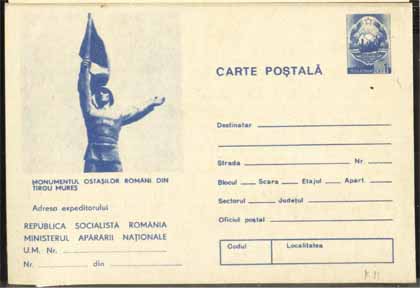 CARTE POŞTALĂ
MONUMENTUL OSTAŞILOR ROMÂNI DIN
TÎRGU MUREŞ
Adresa expeditorului
REPUBLICA SOCIALISTĂ ROMÂNIA
MINISTERUL APĂRĂRII NAŢIONALE
U.M. Nr.
Nr. din
Destinatar
Strada Nr.
Blocul Scara Etajul Apart.
Sectorul Judeţul
Oficiul poştal
Codul Localitatea